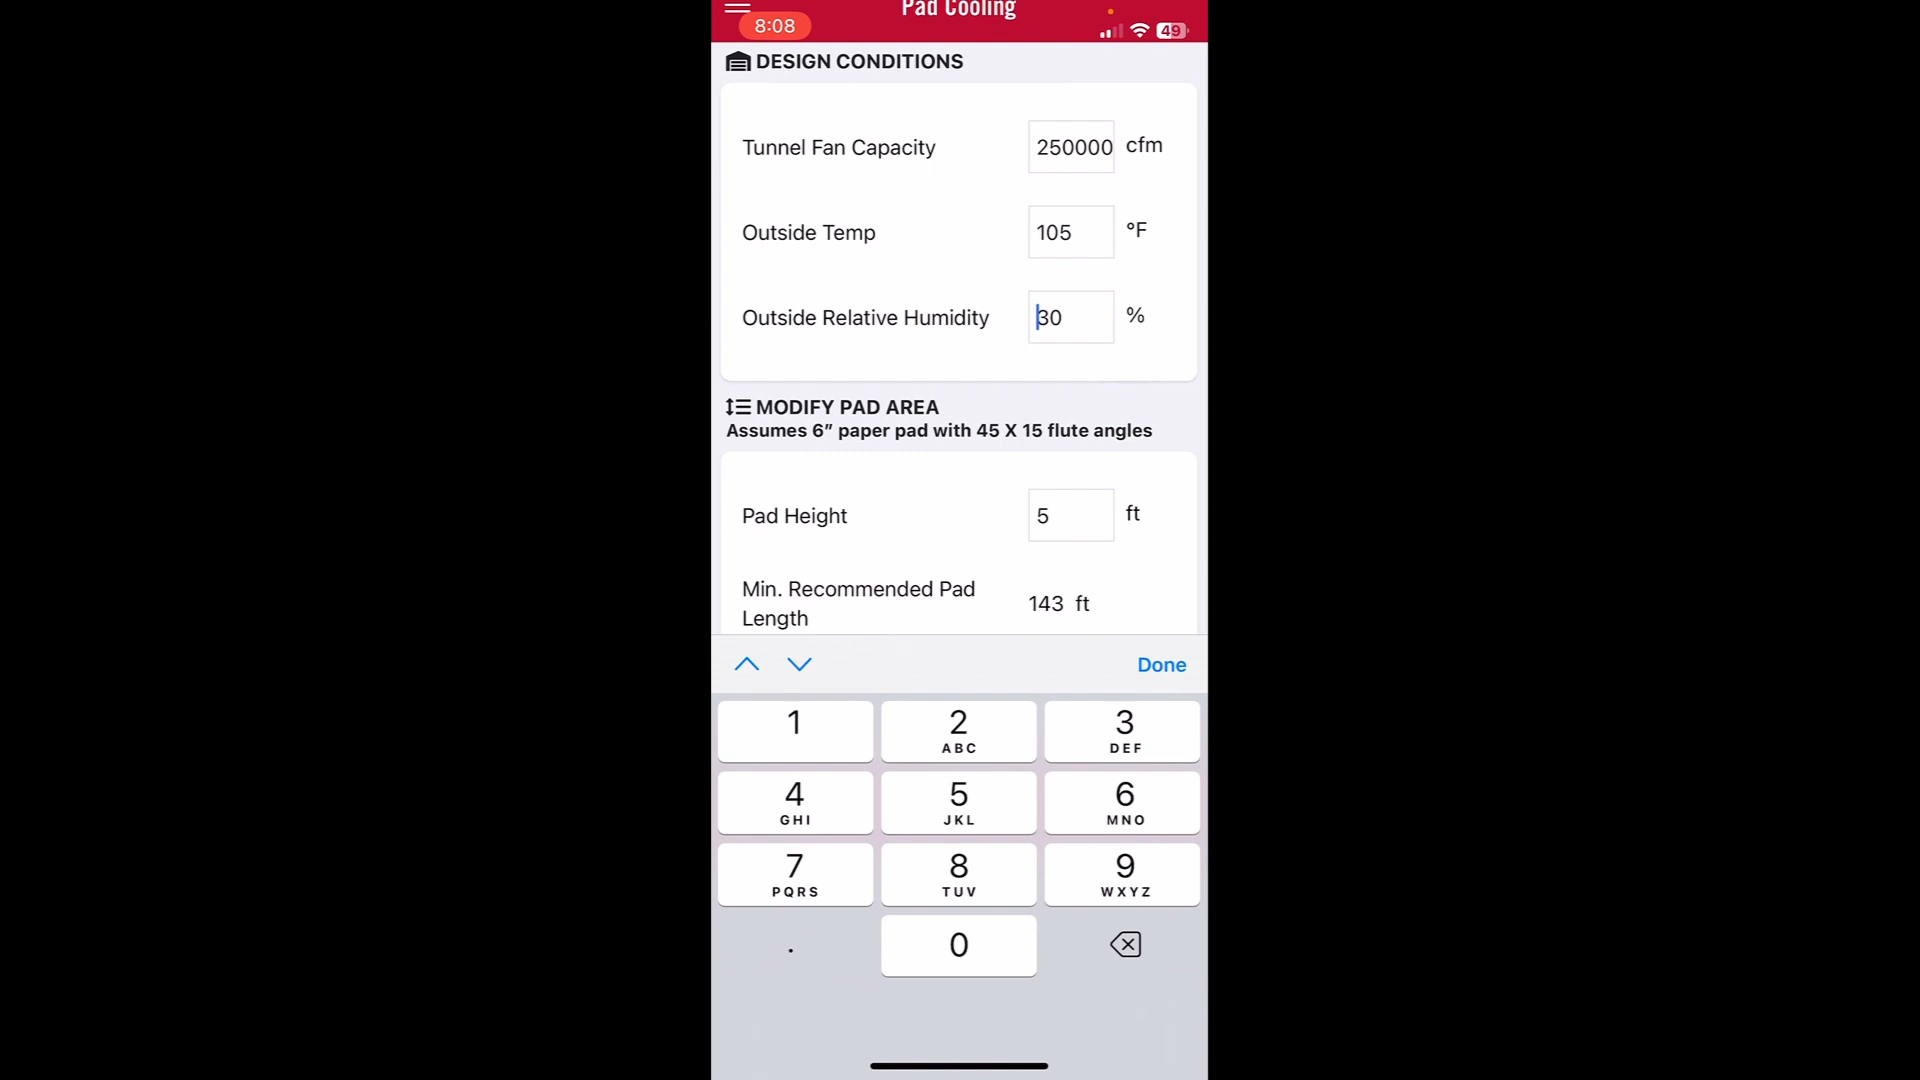 Pad Cooling
8:08
49
DESIGN CONDITIONS
Tunnel Fan Capacity 250000 cfm
Outside Temp 105 °F
Outside Relative Humidity 30 %
MODIFY PAD AREA
Assumes 6” paper pad with 45 X 15 flute angles
Pad Height 5 ft
Min. Recommended Pad
Length 143 ft
Done
1 2 3
ABC DEF
4 5 6
GHI JKL MNO
7 8 9
PQRS TUV WXYZ
. 0